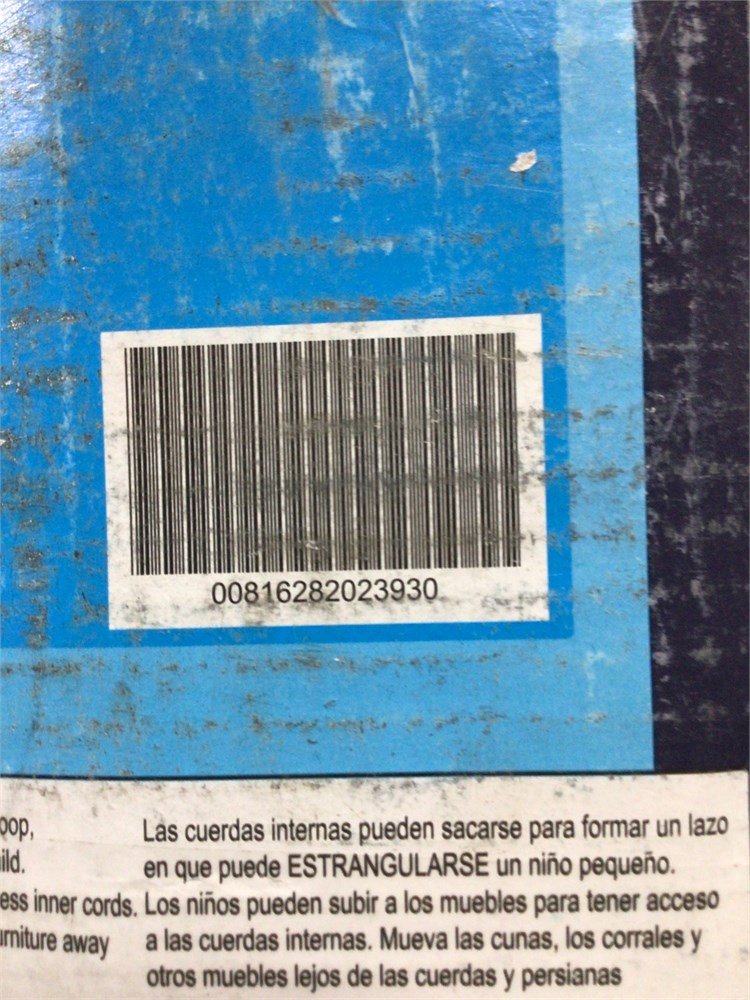 00816282023930
oop,
ild.
ess inner cords.
urniture away
Las cuerdas internas pueden sacarse para formar un lazo
en que puede ESTRANGULARSE un niño pequeño.
Los niños pueden subir a los muebles para tener acceso
a las cuerdas internas. Mueva las cunas, los corrales y
otros muebles lejos de las cuerdas y persianas